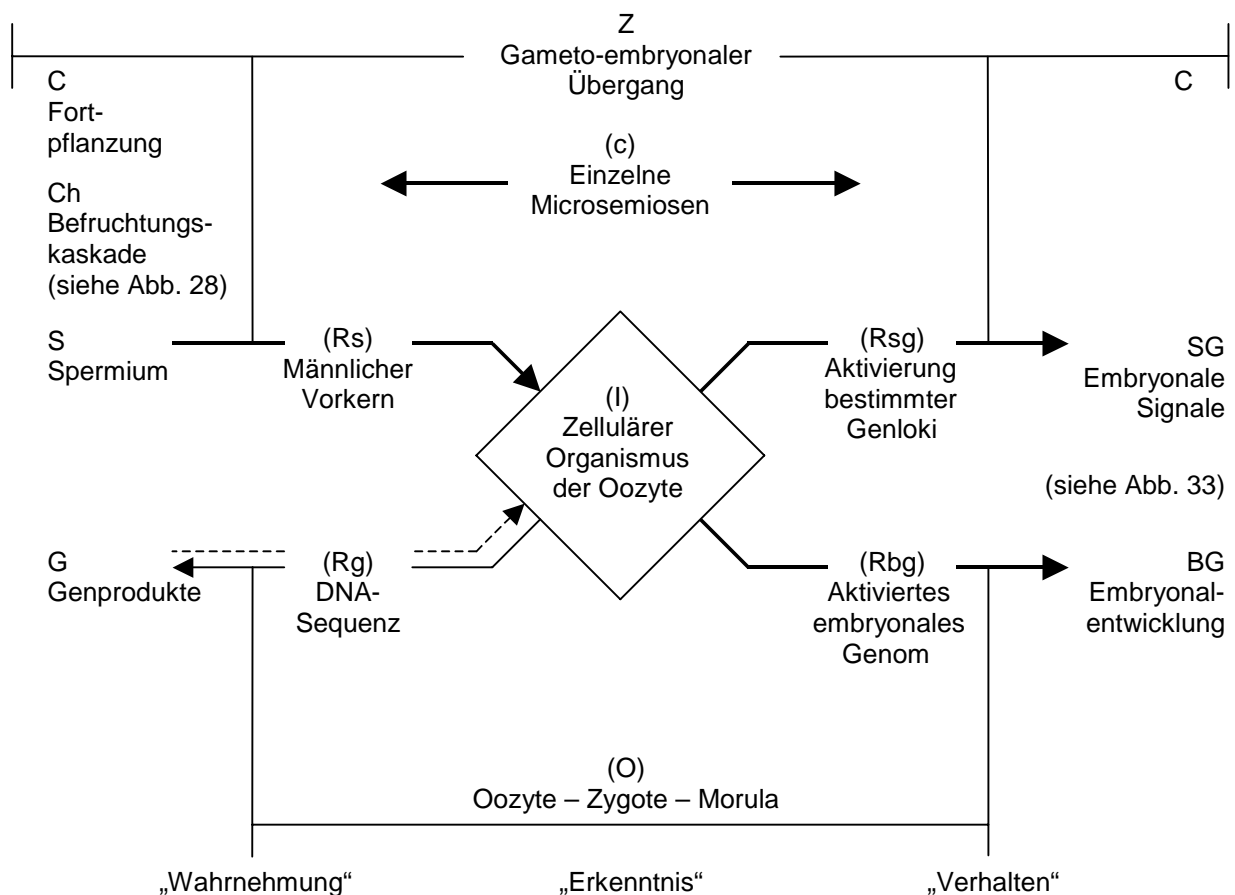 Z
Gameto-embryonaler
Übergang
C
Fort-
pflanzung
C
(c)
Einzelne
Microsemiosen
Ch
Befruchtungs-
kaskade
(siehe Abb. 28)
S
Spermium
(Rs)
Männlicher
Vorkern
(I)
Zellulärer
Organismus
der Oozyte
(Rsg)
Aktivierung
bestimmter
Genloki
SG
Embryonale
Signale
(siehe Abb. 33)
G
Genprodukte
(Rg)
DNA-
Sequenz
(Rbg)
Aktiviertes
embryonales
Genom
BG
Embryonal-
entwicklung
(O)
Oozyte – Zygote – Morula
„Wahrnehmung“
„Erkenntnis“
„Verhalten“